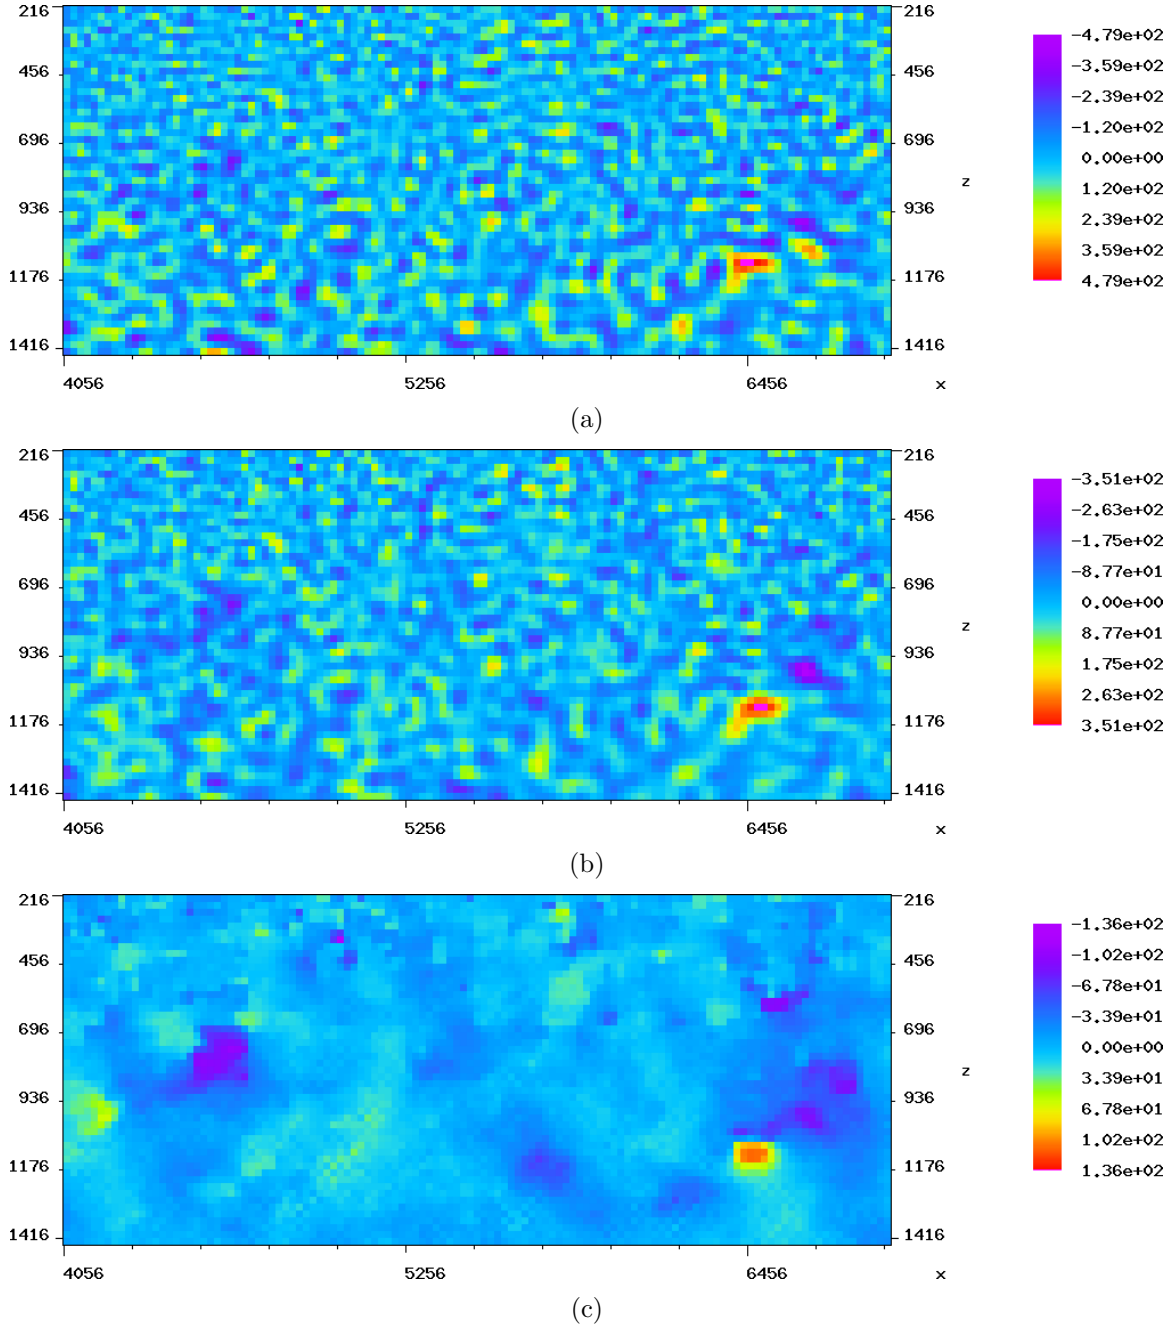 216 216
-4.79e+02
-3.59e+02
456 456
-2.39e+02
-1.20e+02
696 696
0.00e+00
z
1.20e+02
936 936
2.39e+02
3.59e+02
1176 1176
4.79e+02
1416 1416
4056 5256 6456 x
(a)
216 216
-3.51e+02
-2.63e+02
456 456
-1.75e+02
-8.77e+01
696 696
0.00e+00
z
8.77e+01
936 936
1.75e+02
2.63e+02
1176 1176
3.51e+02
1416 1416
4056 5256 6456 x
(b)
216 216
-1.36e+02
-1.02e+02
456 456
-6.78e+01
-3.39e+01
696 696
0.00e+00
z
3.39e+01
936 936
6.78e+01
1.02e+02
1176 1176
1.36e+02
1416 1416
4056 5256 6456 x
(c)